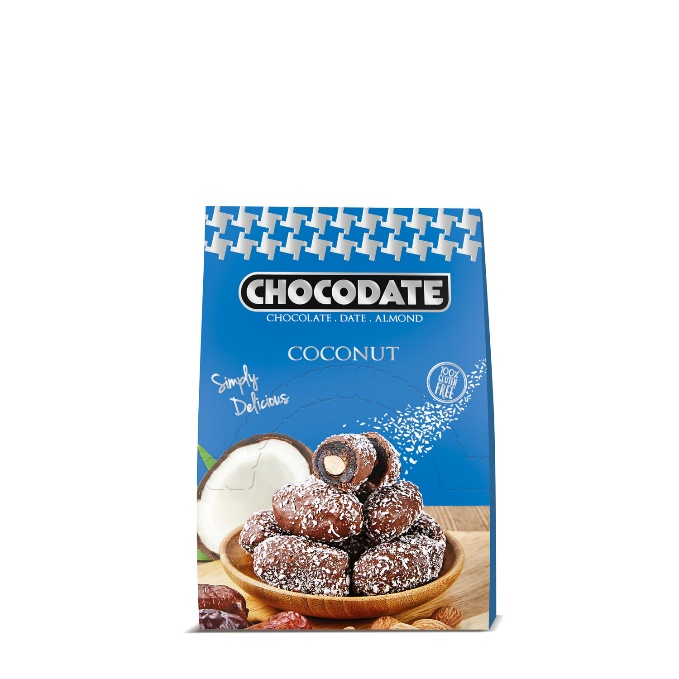 CHOCODATE
CHOCOLATE . DATE . ALMOND
COCONUT
Simply
Delicious
100%
GLUTEN
FREE